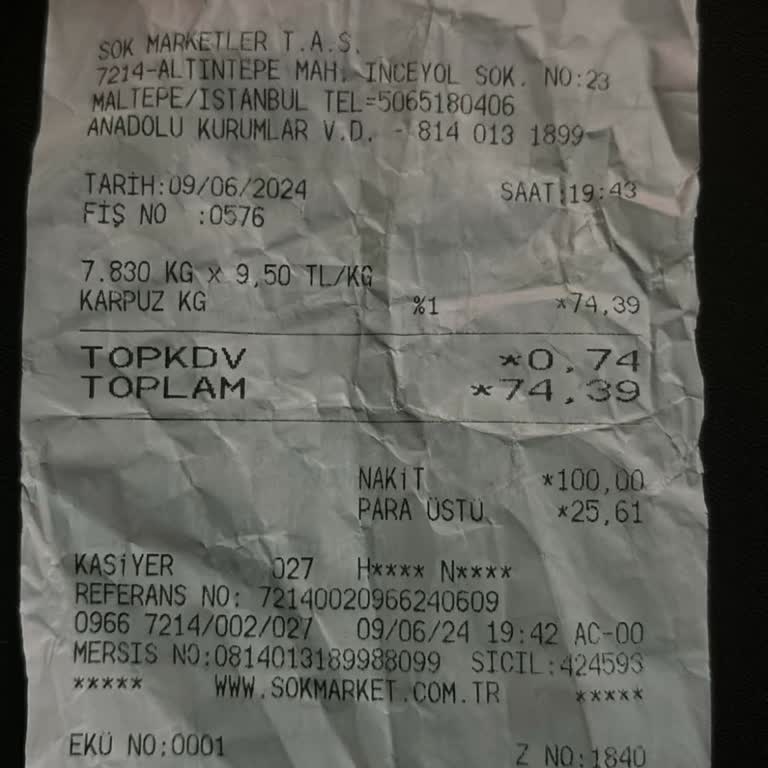 SOK MARKETLER T.A.S.
7214-ALTINTEPE MAH. INCEYOL SOK. NO:23
MALTEPE/ISTANBUL TEL=5065180406
ANADOLU KURUMLAR V.D. - 814 013 1899
TARİH:09/06/2024 SAAT:19:43
FİŞ NO :0576
7.830 KG x 9,50 TL/KG
KARPUZ KG %1 *74,39
TOPKDV *0,74
TOPLAM *74,39
NAKİT *100,00
PARA ÜSTÜ *25,61
KASİYER 027 H**** N****
REFERANS NO: 72140020966240609
0966 7214/002/027 09/06/24 19:42 AC-00
MERSIS NO:0814013189988099 SICIL:424593
***** WWW.SOKMARKET.COM.TR *****
EKÜ NO:0001 Z NO:1840